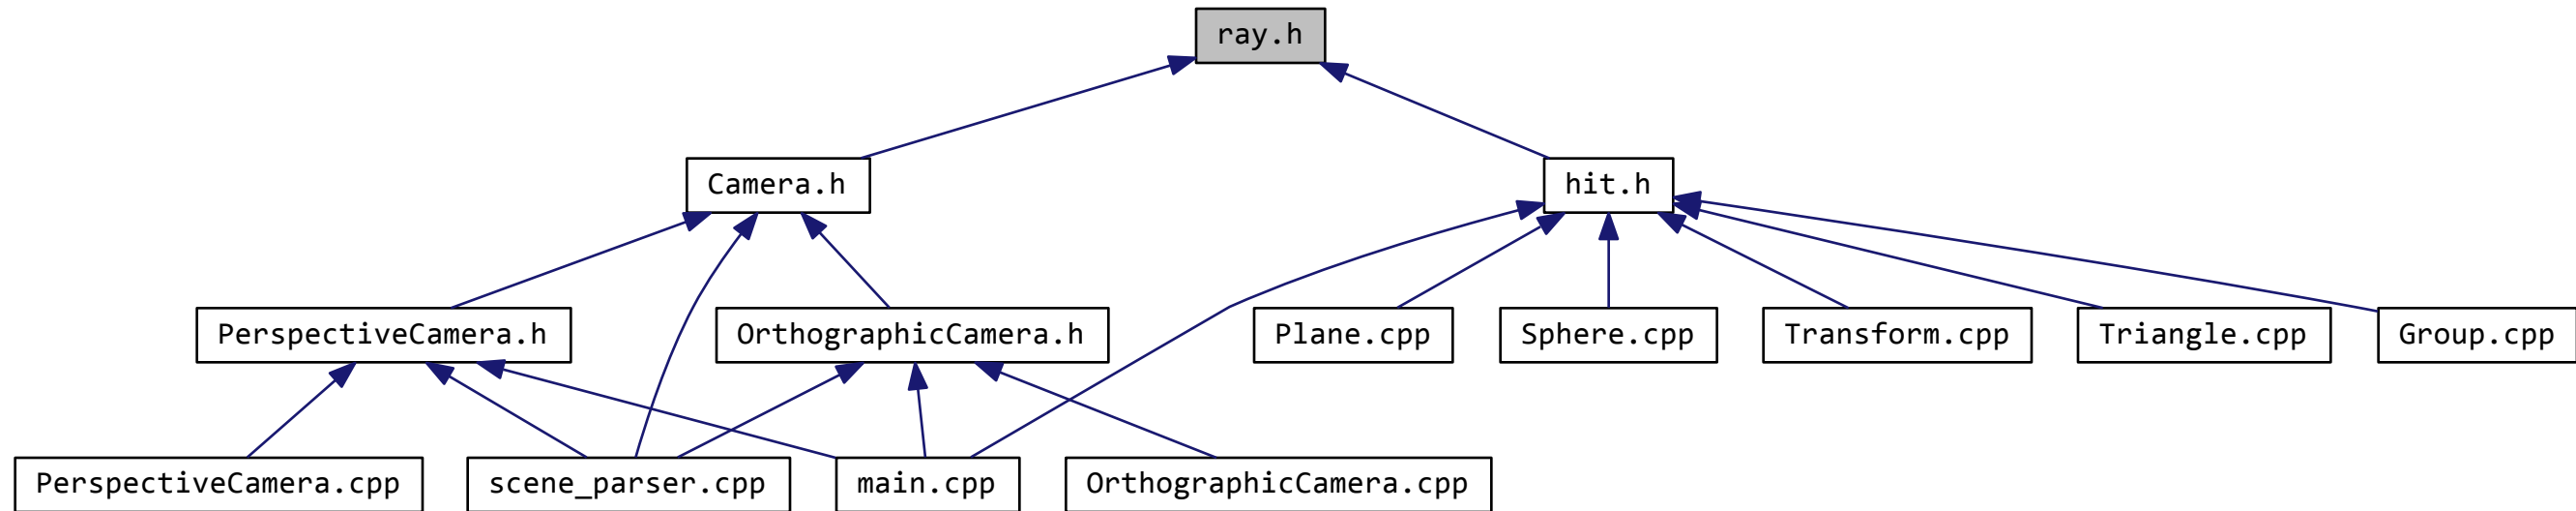 ray.h
Camera.h
hit.h
PerspectiveCamera.h
OrthographicCamera.h
Plane.cpp
Sphere.cpp
Transform.cpp
Triangle.cpp
Group.cpp
PerspectiveCamera.cpp
scene_parser.cpp
main.cpp
OrthographicCamera.cpp